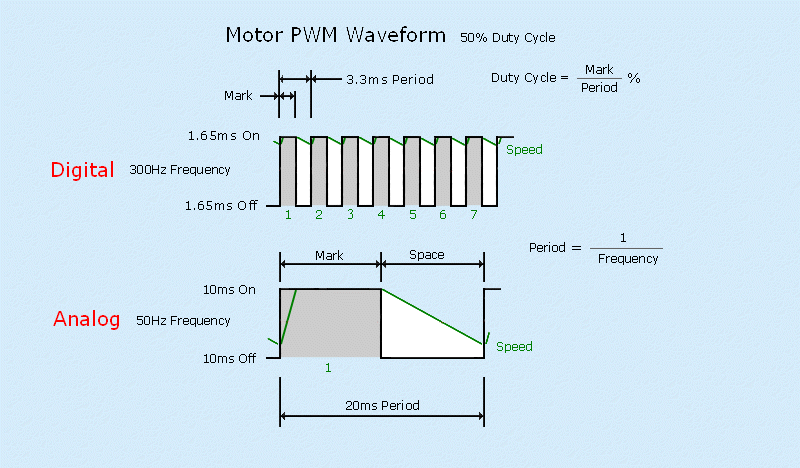 Motor PWM Waveform 50% Duty Cycle
3.3ms Period
Duty Cycle = Mark / Period %
Mark
1.65ms On
Speed
Digital 300Hz Frequency
1.65ms Off
1 2 3 4 5 6 7
Period = 1 / Frequency
Mark Space
10ms On
Analog 50Hz Frequency
Speed
10ms Off
1
20ms Period